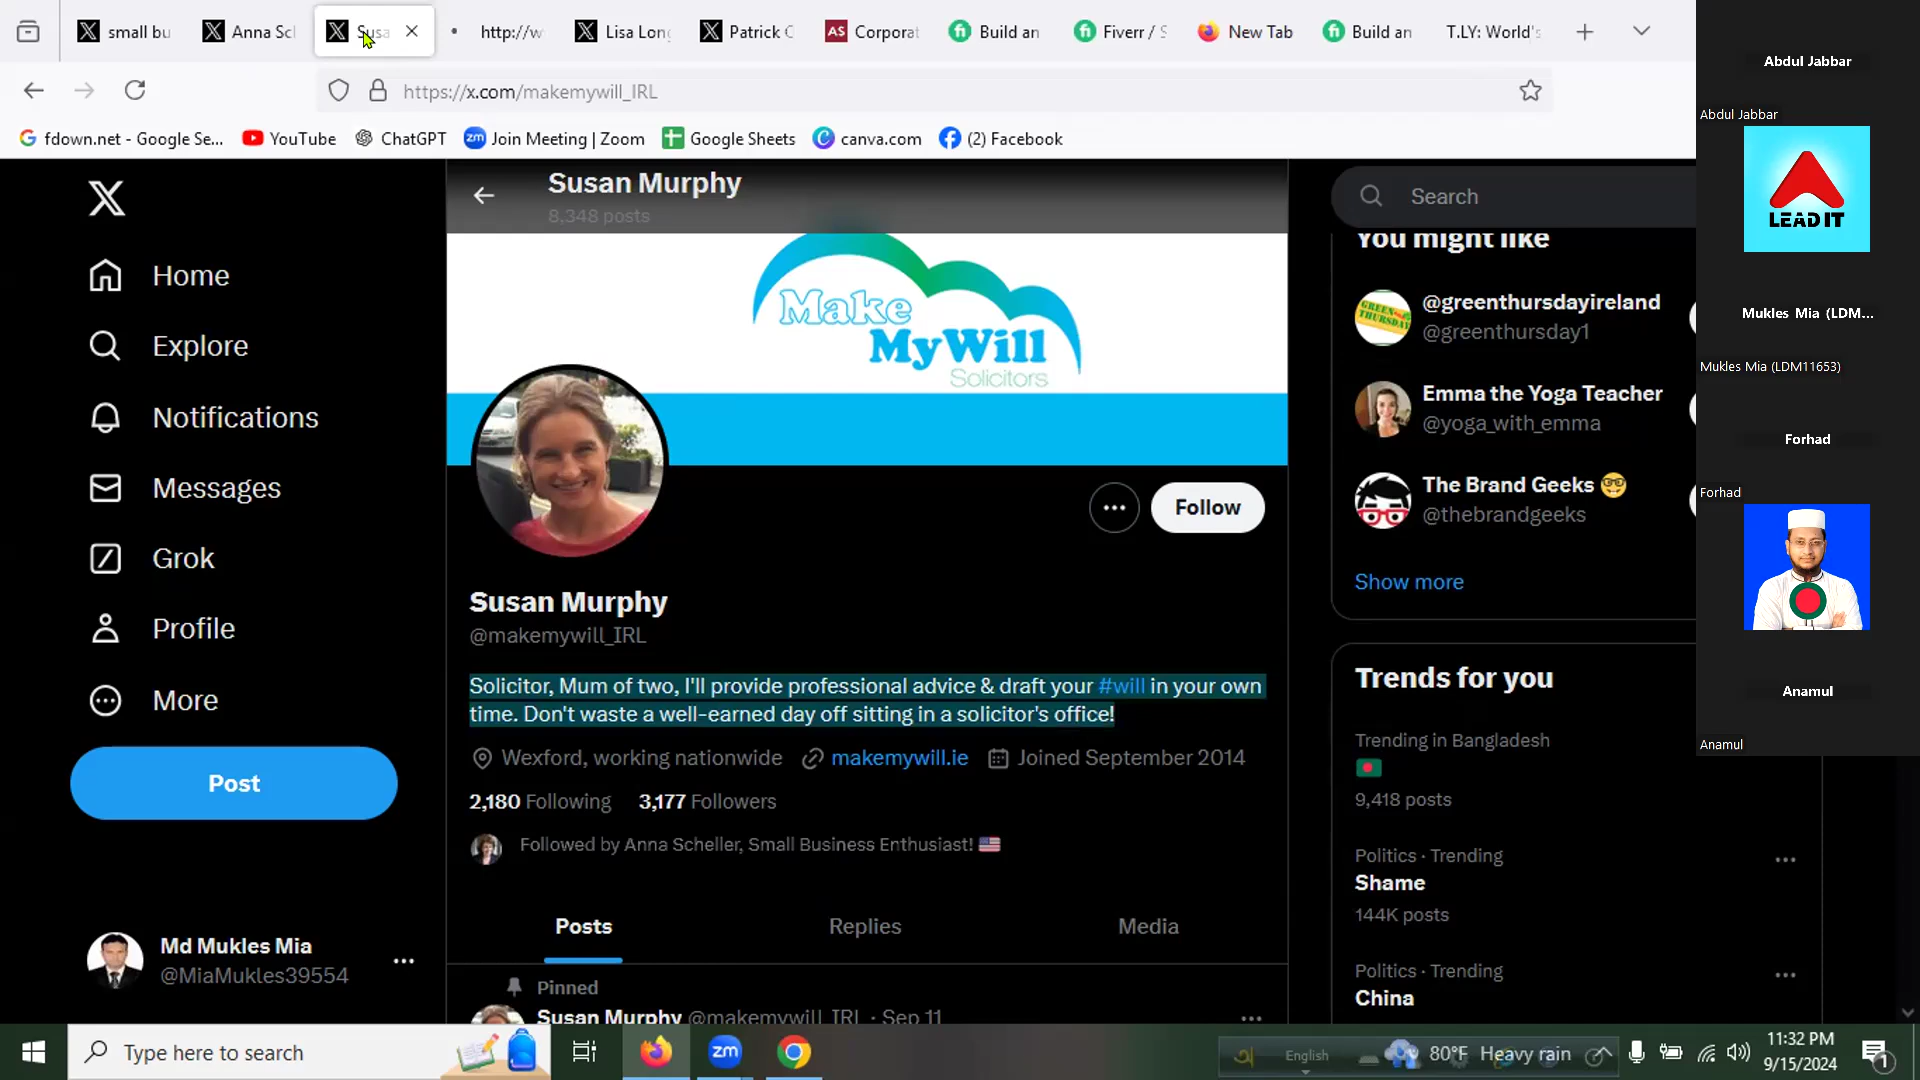 small bu
Anna Scl
Susa
http://w
Lisa Long
Patrick C
AS Corporat
Build an
Fiverr / S
New Tab
Build an
T.LY: World's
https://x.com/makemywill_IRL
fdown.net - Google Se...
YouTube
ChatGPT
zm Join Meeting | Zoom
Google Sheets
canva.com
(2) Facebook
Home
Explore
Notifications
Messages
Grok
Profile
More
Post
Md Mukles Mia
@MiaMukles39554
Susan Murphy
8,348 posts
Make
MyWill
Solicitors
Follow
Susan Murphy
@makemywill_IRL
Solicitor, Mum of two, I'll provide professional advice & draft your #will in your own
time. Don't waste a well-earned day off sitting in a solicitor's office!
Wexford, working nationwide makemywill.ie Joined September 2014
2,180 Following 3,177 Followers
Followed by Anna Scheller, Small Business Enthusiast! 🇺🇸
Posts Replies Media
Pinned
Susan Murphy @makemywill_IRL · Sep 11
Search
You might like
GREEN THURSDAY
@greenthursdayireland
@greenthursday1
Emma the Yoga Teacher
@yoga_with_emma
The Brand Geeks 🤓
@thebrandgeeks
Show more
Trends for you
Trending in Bangladesh
🇧🇩
9,418 posts
Politics · Trending
Shame
144K posts
Politics · Trending
China
Abdul Jabbar
Abdul Jabbar
LEAD IT
Mukles Mia (LDM...
Mukles Mia (LDM11653)
Forhad
Forhad
Anamul
Anamul
Type here to search
zm
অ English
80°F Heavy rain
11:32 PM
9/15/2024
1